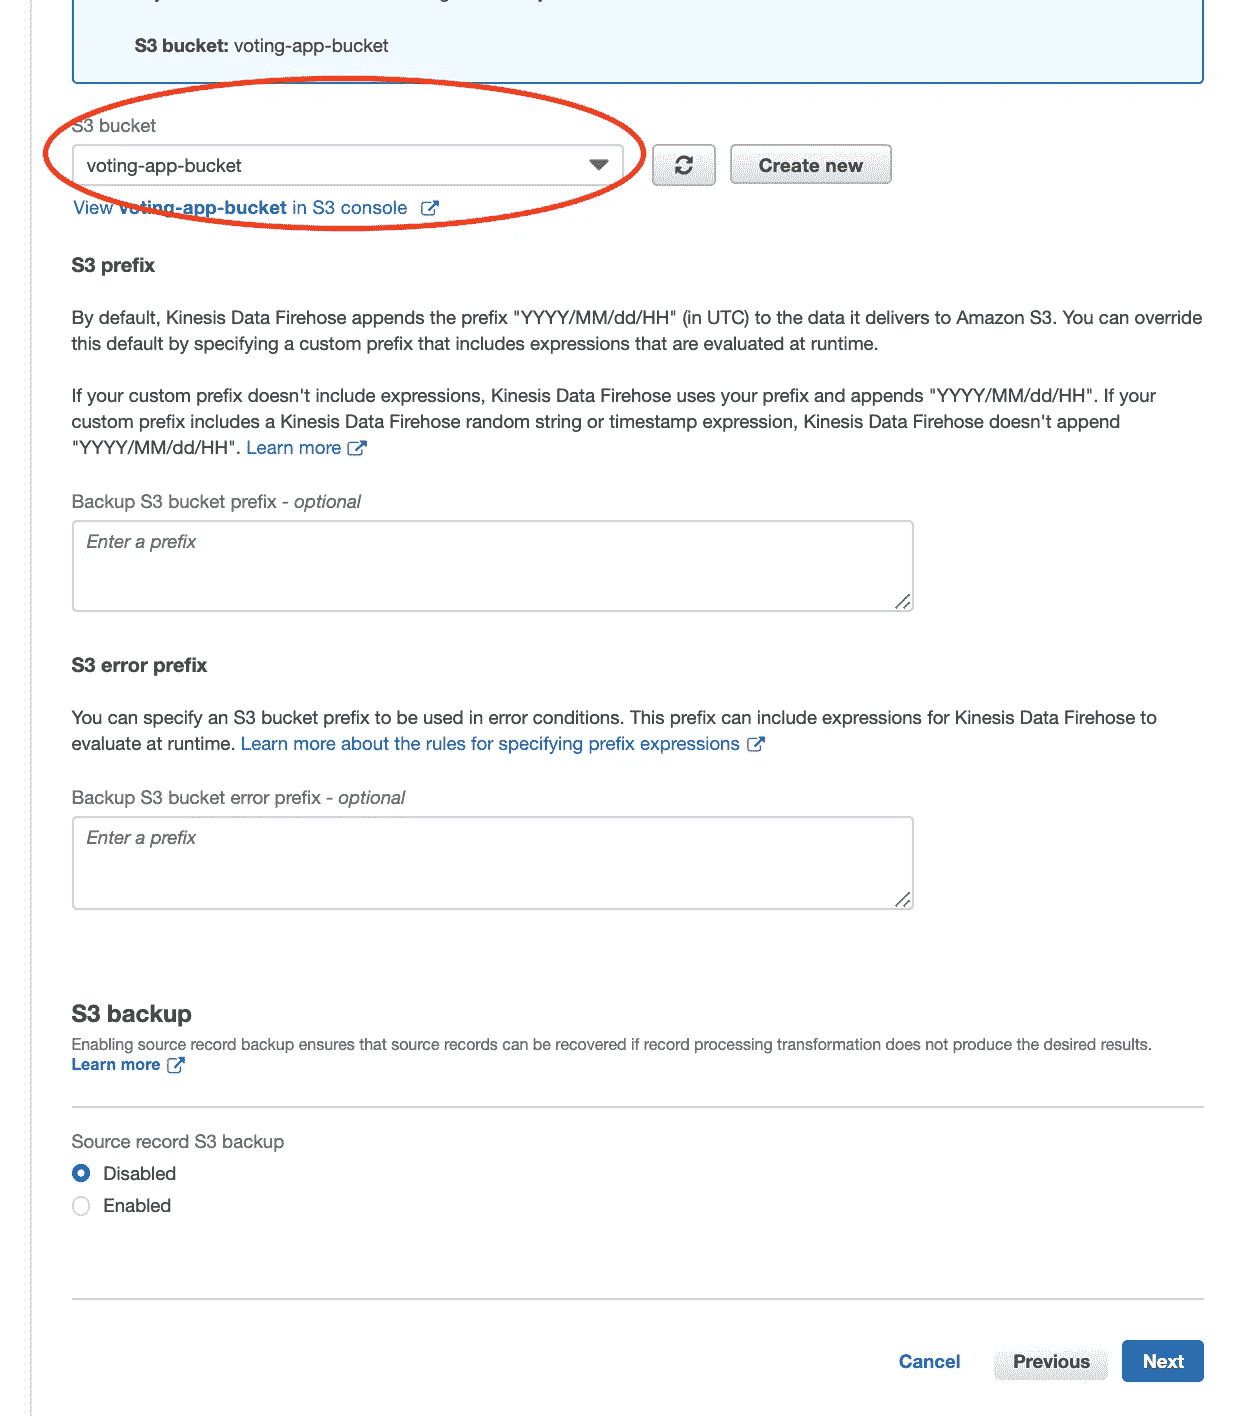 S3 bucket: voting-app-bucket
S3 bucket
voting-app-bucket
Create new
View voting-app-bucket in S3 console
S3 prefix
By default, Kinesis Data Firehose appends the prefix "YYYY/MM/dd/HH" (in UTC) to the data it delivers to Amazon S3. You can override
this default by specifying a custom prefix that includes expressions that are evaluated at runtime.
If your custom prefix doesn't include expressions, Kinesis Data Firehose uses your prefix and appends "YYYY/MM/dd/HH". If your
custom prefix includes a Kinesis Data Firehose random string or timestamp expression, Kinesis Data Firehose doesn't append
"YYYY/MM/dd/HH". Learn more
Backup S3 bucket prefix - optional
Enter a prefix
S3 error prefix
You can specify an S3 bucket prefix to be used in error conditions. This prefix can include expressions for Kinesis Data Firehose to
evaluate at runtime. Learn more about the rules for specifying prefix expressions
Backup S3 bucket error prefix - optional
Enter a prefix
S3 backup
Enabling source record backup ensures that source records can be recovered if record processing transformation does not produce the desired results.
Learn more
Source record S3 backup
Disabled
Enabled
Cancel
Previous
Next